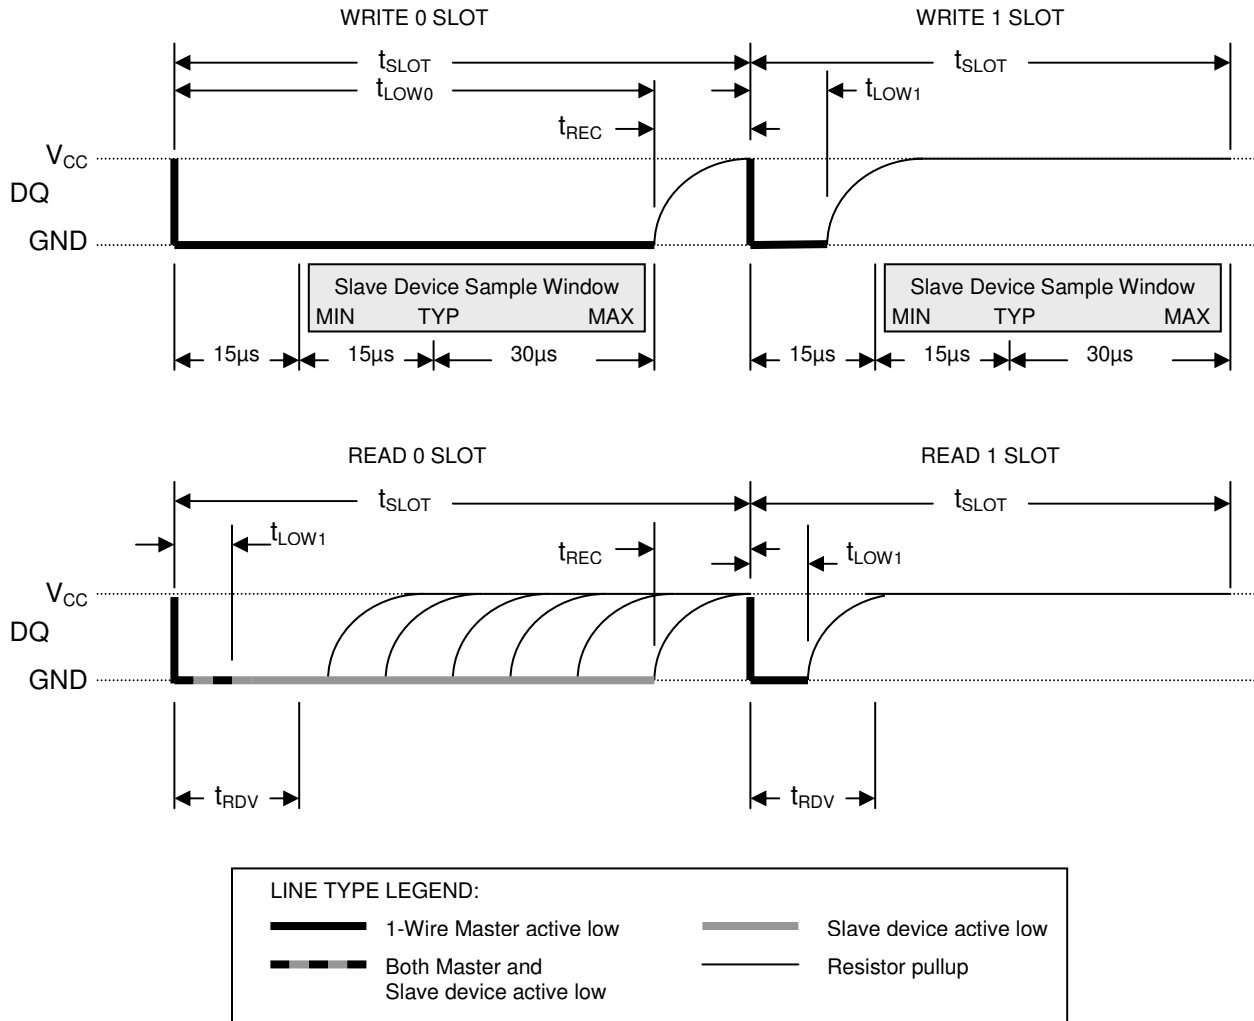 WRITE 0 SLOT WRITE 1 SLOT
tSLOT tSLOT
tLOW0 tLOW1
tREC
VCC
DQ
GND
Slave Device Sample Window Slave Device Sample Window
MIN TYP MAX MIN TYP MAX
15µs 15µs 30µs 15µs 15µs 30µs
READ 0 SLOT READ 1 SLOT
tSLOT tSLOT
tLOW1 tREC tLOW1
VCC
DQ
GND
tRDV tRDV
LINE TYPE LEGEND:
1-Wire Master active low Slave device active low
Both Master and Resistor pullup
Slave device active low